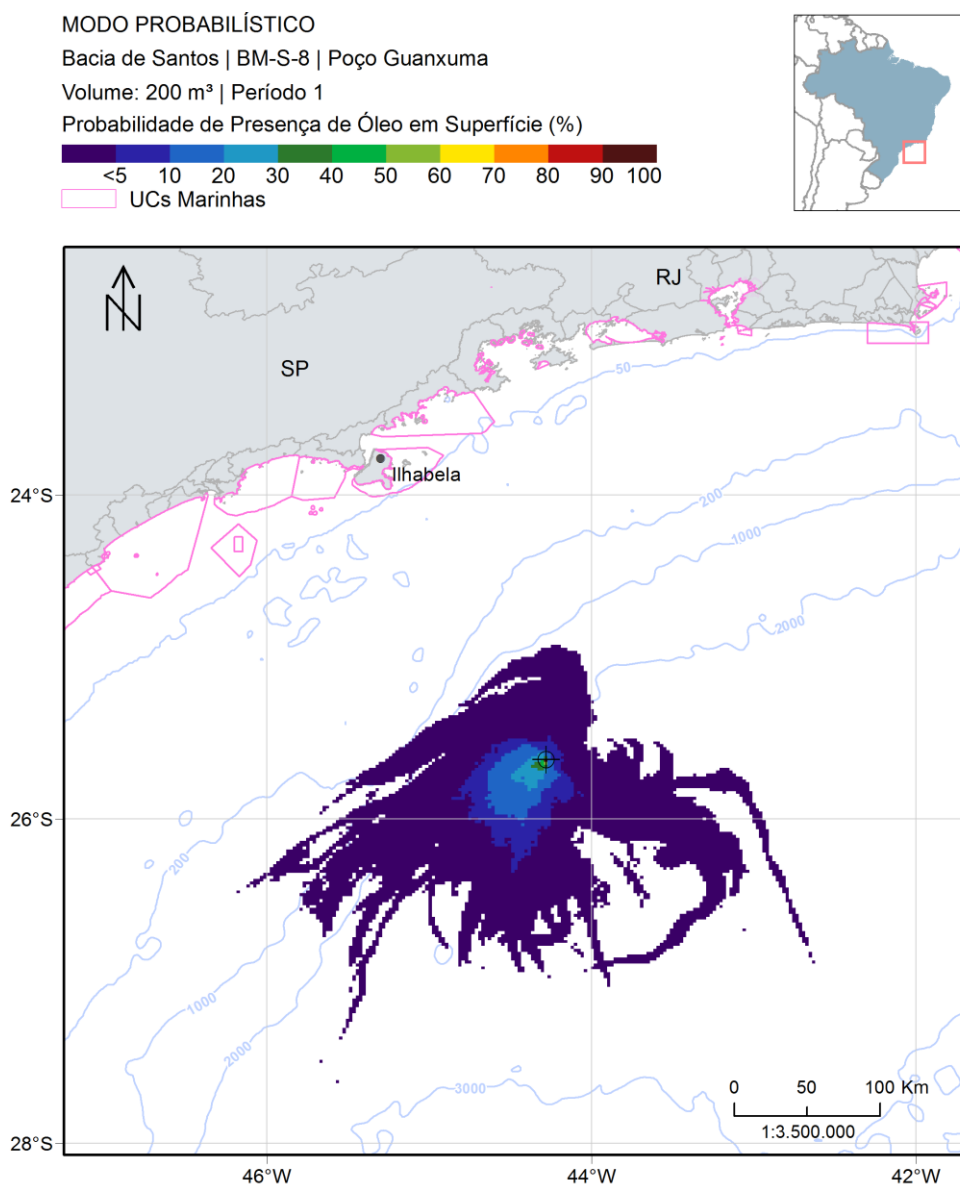 MODO PROBABILÍSTICO
Bacia de Santos | BM-S-8 | Poço Guanxuma
Volume: 200 m³ | Período 1
Probabilidade de Presença de Óleo em Superfície (%)
<5 10 20 30 40 50 60 70 80 90 100
UCs Marinhas
N
RJ
SP
50
Ilhabela
24°S
200
1000
2000
26°S
200
1000
2000
3000
0 50 100 Km
1:3.500.000
28°S
46°W 44°W 42°W